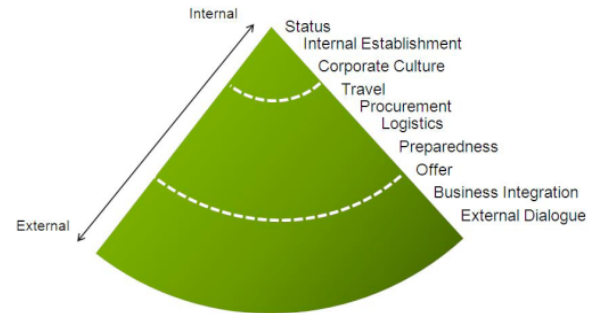 Internal
Status
Internal Establishment
Corporate Culture
Travel
Procurement
Logistics
Preparedness
Offer
Business Integration
External Dialogue
External